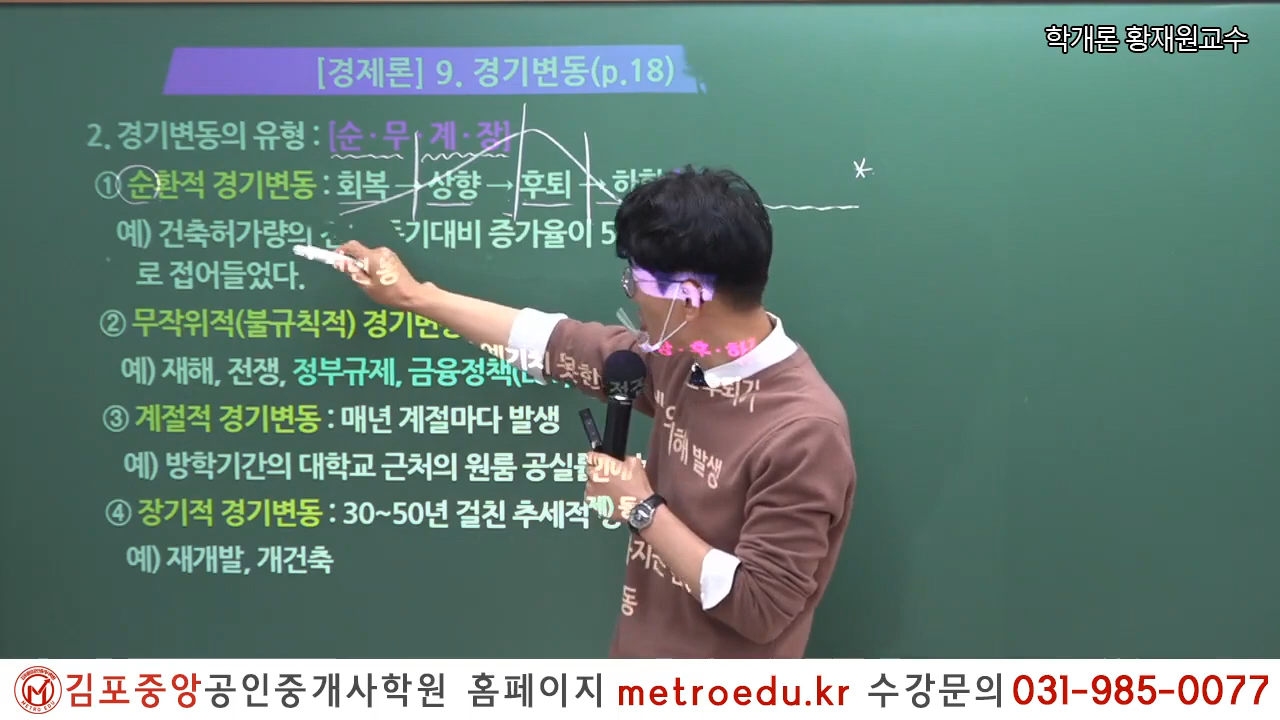 학개론 황재원교수
[경제론] 9. 경기변동(p.18)
2. 경기변동의 유형 : [순·무·계·장]
① 순환적 경기변동 : 회복 → 상향 → 후퇴 →
예) 건축허가량의 동기대비 증가율이 5
로 접어들었다.
② 무작위적(불규칙적) 경기변동
예) 재해, 전쟁, 정부규제, 금융정책(
③ 계절적 경기변동 : 매년 계절마다 발생
예) 방학기간의 대학교 근처의 원룸 공실률
④ 장기적 경기변동 : 30~50년 걸친 추세적
예) 재개발, 개건축
김포중앙공인중개사학원 홈페이지 metroedu.kr 수강문의 031-985-0077